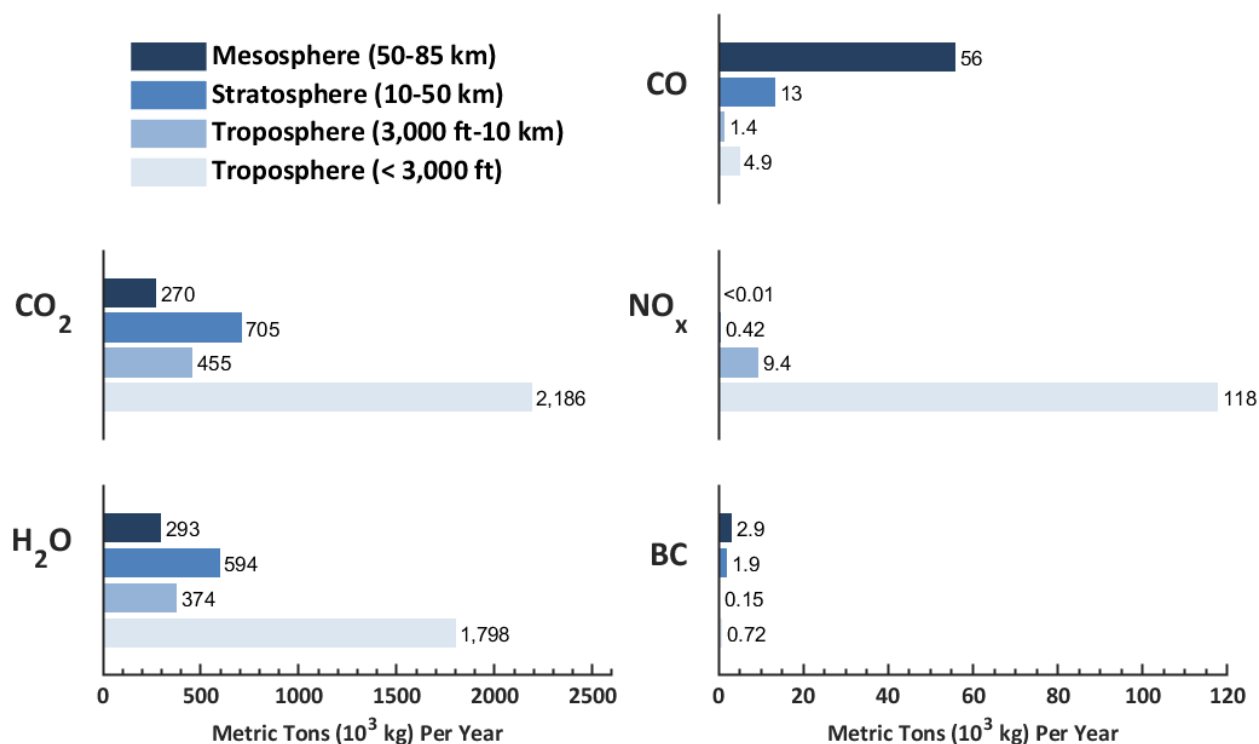 Mesosphere (50-85 km)
Stratosphere (10-50 km)
Troposphere (3,000 ft-10 km)
Troposphere (< 3,000 ft)
CO
56
13
1.4
4.9
CO2
270
705
455
2,186
NOx
<0.01
0.42
9.4
118
H2O
293
594
374
1,798
0 500 1000 1500 2000 2500
Metric Tons (10^3 kg) Per Year
BC
2.9
1.9
0.15
0.72
0 20 40 60 80 100 120
Metric Tons (10^3 kg) Per Year